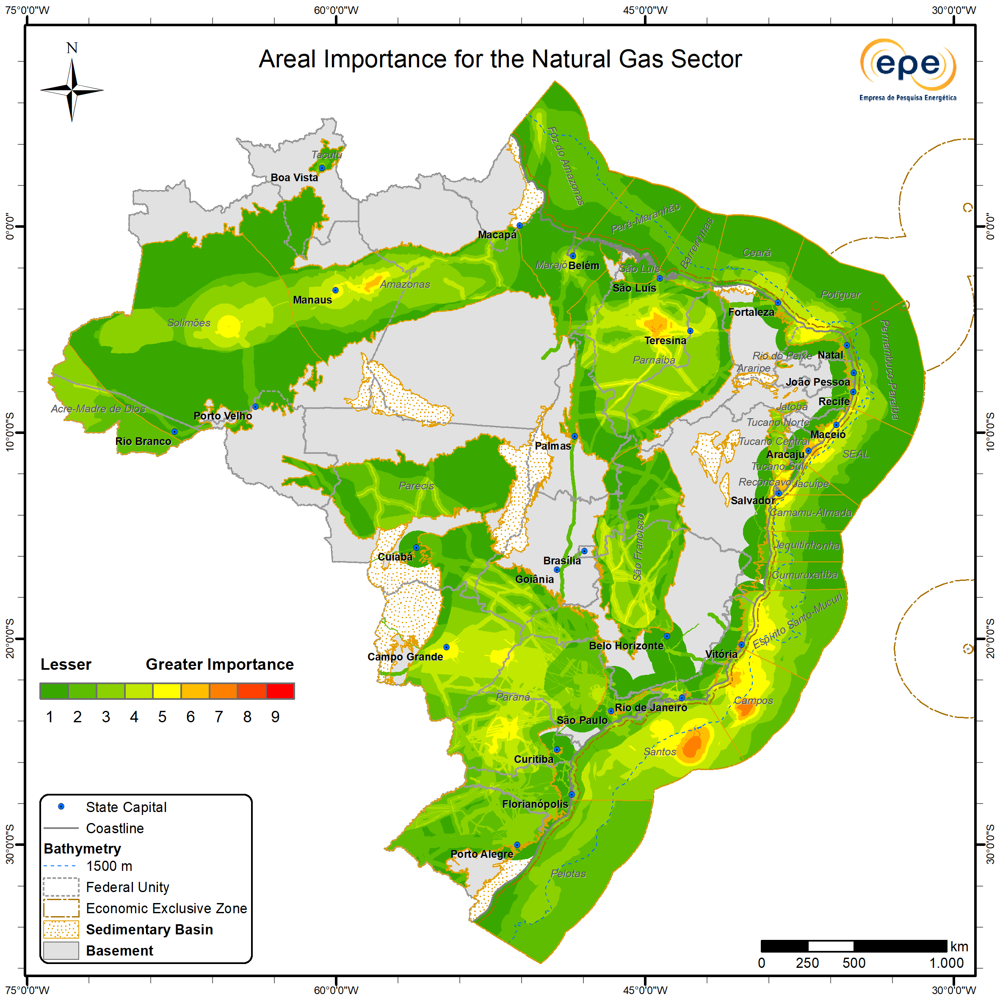 75°0'0"W 60°0'0"W 45°0'0"W 30°0'0"W
N
Areal Importance for the Natural Gas Sector
epe
Empresa de Pesquisa Energética
Tacutu
Boa Vista
Foz do Amazonas
Pará-Maranhão
Barreirinhas
0°0'0"
0°0'0"
Macapá
Ceará
Marajó
Belém
São Luís
São Luís
Amazonas
Manaus
Potiguar
Fortaleza
Solimões
Teresina
Pernambuco-Paraíba
Rio do Peixe
Natal
Parnaíba
Araripe
João Pessoa
Recife
Jatobá
Acre-Madre de Dios
Porto Velho
Tucano Norte
10°0'0"S
10°0'0"S
Maceió
Rio Branco
Palmas
Tucano Central
Aracaju
SEAL
Tucano Sul
Parecis
Recôncavo
Jacuípe
Salvador
Camamu-Almada
São Francisco
Jequitinhonha
Cuiabá
Brasília
Goiânia
Cumuruxatiba
Espírito Santo-Mucuri
20°0'0"S
20°0'0"S
Belo Horizonte
Vitória
Campo Grande
Lesser Greater Importance
1 2 3 4 5 6 7 8 9
Paraná
Campos
Rio de Janeiro
São Paulo
Santos
Curitiba
Florianópolis
State Capital
Coastline
Bathymetry
1500 m
Federal Unity
Economic Exclusive Zone
Sedimentary Basin
Basement
30°0'0"S
30°0'0"S
Porto Alegre
Pelotas
km
0 250 500 1.000
75°0'0"W 60°0'0"W 45°0'0"W 30°0'0"W